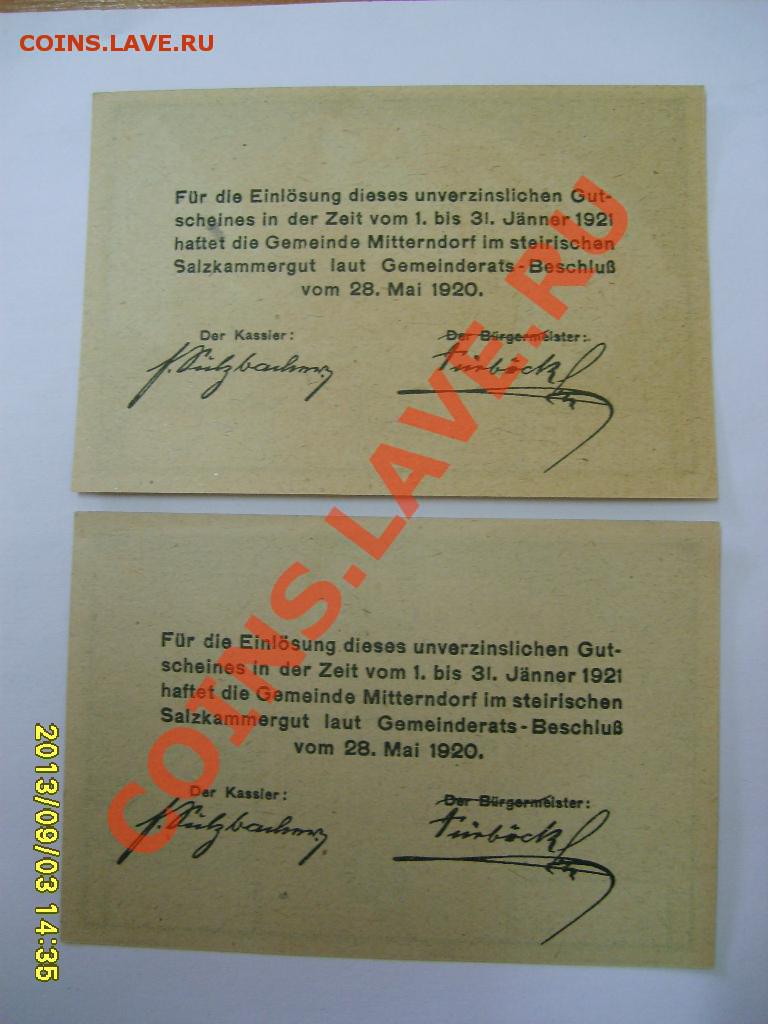 COINS.LAVE.RU
Für die Einlösung dieses unverzinslichen Gut-
scheines in der Zeit vom 1. bis 31. Jänner 1921
haftet die Gemeinde Mitterndorf im steirischen
Salzkammergut laut Gemeinderats-Beschluß
vom 28. Mai 1920.
Der Kassier: Der Bürgermeister:
f. Sulzbacher Türböck
Für die Einlösung dieses unverzinslichen Gut-
scheines in der Zeit vom 1. bis 31. Jänner 1921
haftet die Gemeinde Mitterndorf im steirischen
Salzkammergut laut Gemeinderats-Beschluß
vom 28. Mai 1920.
Der Kassier: Der Bürgermeister:
f. Sulzbacher Türböck
COINS.LAVE.RU
2013/09/03 14:35